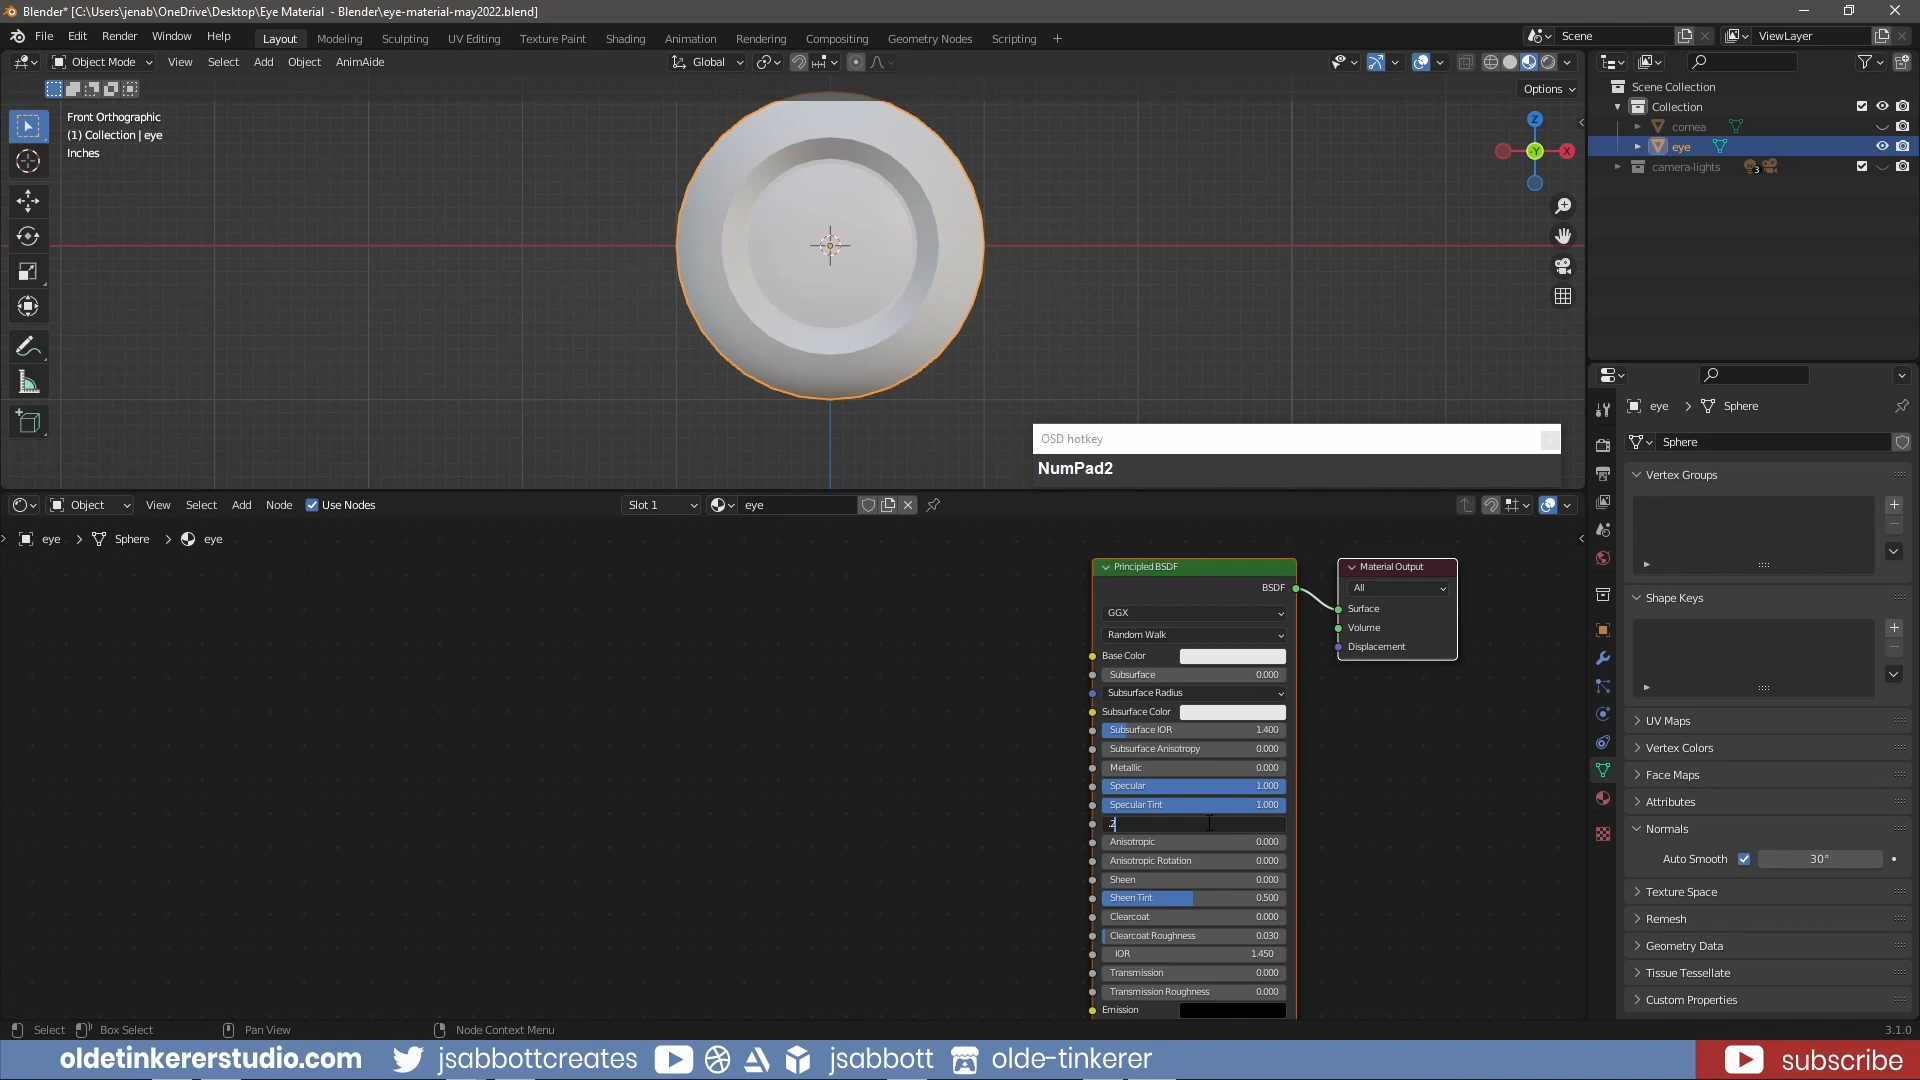 Blender* [C:\Users\jenab\OneDrive\Desktop\Eye Material - Blender\eye-material-may2022.blend]
File Edit Render Window Help Layout Modeling Sculpting UV Editing Texture Paint Shading Animation Rendering Compositing Geometry Nodes Scripting + Scene ViewLayer
Object Mode View Select Add Object AnimAide Global
Options
Front Orthographic
(1) Collection | eye
Inches
Z
-Y
X
Scene Collection
Collection
cornea
eye
camera-lights 3
OSD hotkey
NumPad2
Object View Select Add Node Use Nodes Slot 1 eye
eye > Sphere > eye
Principled BSDF
BSDF
GGX
Random Walk
Base Color
Subsurface 0.000
Subsurface Radius
Subsurface Color
Subsurface IOR 1.400
Subsurface Anisotropy 0.000
Metallic 0.000
Specular 1.000
Specular Tint 1.000
.2
Anisotropic 0.000
Anisotropic Rotation 0.000
Sheen 0.000
Sheen Tint 0.500
Clearcoat 0.000
Clearcoat Roughness 0.030
IOR 1.450
Transmission 0.000
Transmission Roughness 0.000
Emission
Material Output
All
Surface
Volume
Displacement
eye > Sphere
Sphere
Vertex Groups
Shape Keys
UV Maps
Vertex Colors
Face Maps
Attributes
Normals
Auto Smooth 30°
Texture Space
Remesh
Geometry Data
Tissue Tessellate
Custom Properties
Select Box Select Pan View Node Context Menu 3.1.0
oldetinkererstudio.com jsabbottcreates jsabbott olde-tinkerer subscribe